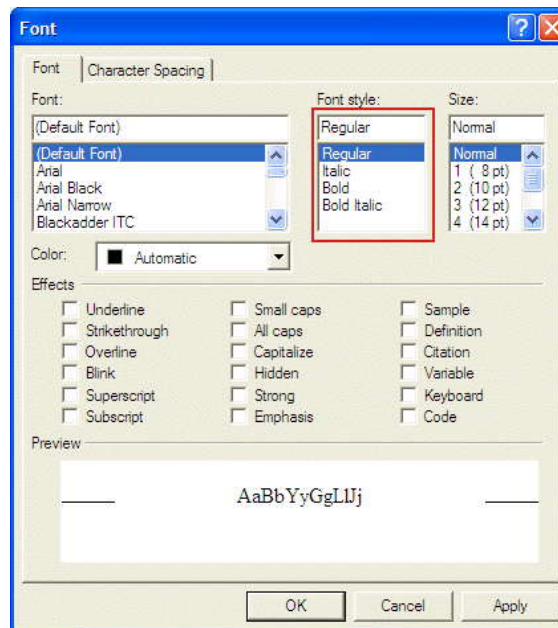 Font
Font
Character Spacing
Font:
Font style:
Size:
(Default Font)
Regular
Normal
(Default Font)
Arial
Arial Black
Arial Narrow
Blackadder ITC
Regular
Italic
Bold
Bold Italic
Normal
1 ( 8 pt)
2 (10 pt)
3 (12 pt)
4 (14 pt)
Color:
Automatic
Effects
Underline
Strikethrough
Overline
Blink
Superscript
Subscript
Small caps
All caps
Capitalize
Hidden
Strong
Emphasis
Sample
Definition
Citation
Variable
Keyboard
Code
Preview
AaBbYyGgLlJj
OK
Cancel
Apply